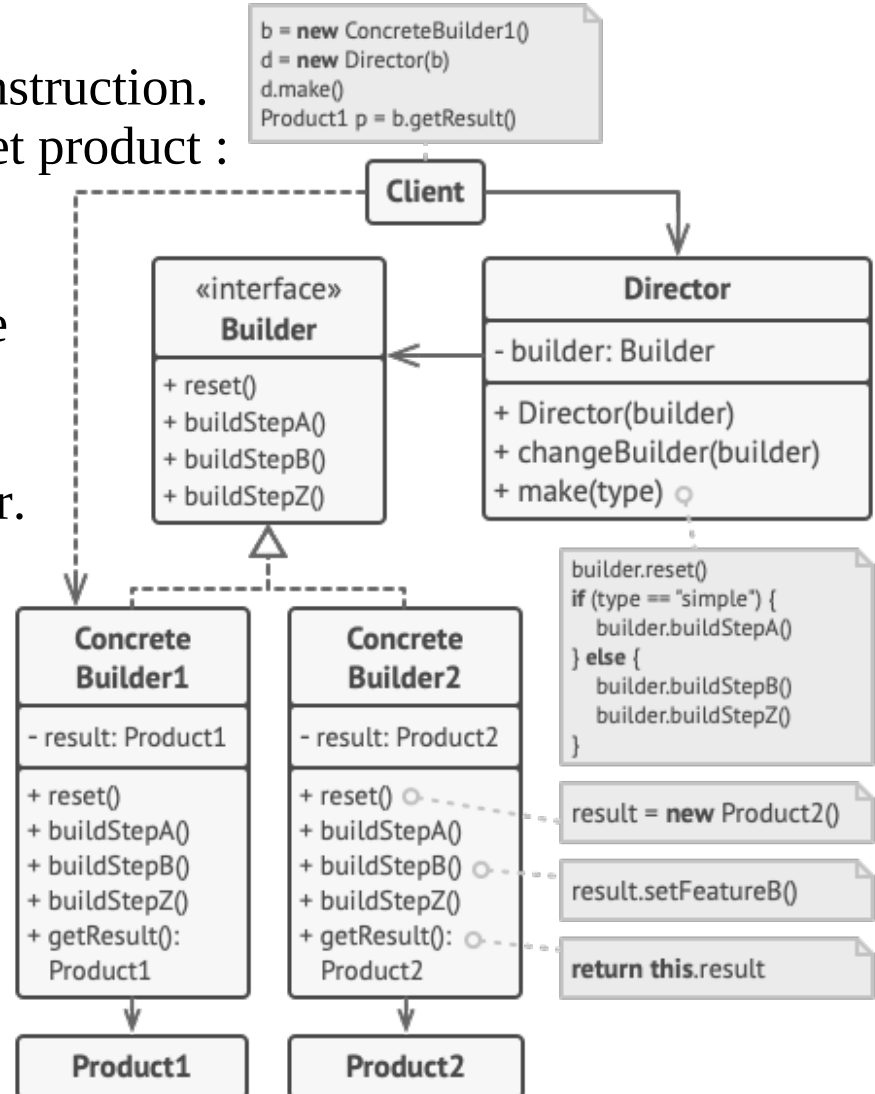 nstruction.
et product :
e
r.
b = new ConcreteBuilder1()
d = new Director(b)
d.make()
Product1 p = b.getResult()
Client
«interface»
Builder
+ reset()
+ buildStepA()
+ buildStepB()
+ buildStepZ()
Director
- builder: Builder
+ Director(builder)
+ changeBuilder(builder)
+ make(type)
builder.reset()
if (type == "simple") {
builder.buildStepA()
} else {
builder.buildStepB()
builder.buildStepZ()
}
Concrete
Builder1
- result: Product1
+ reset()
+ buildStepA()
+ buildStepB()
+ buildStepZ()
+ getResult():
Product1
Concrete
Builder2
- result: Product2
+ reset()
+ buildStepA()
+ buildStepB()
+ buildStepZ()
+ getResult():
Product2
result = new Product2()
result.setFeatureB()
return this.result
Product1
Product2